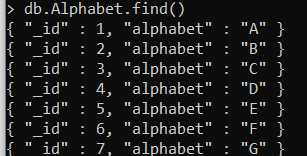 > db.Alphabet.find()
{ "_id" : 1, "alphabet" : "A" }
{ "_id" : 2, "alphabet" : "B" }
{ "_id" : 3, "alphabet" : "C" }
{ "_id" : 4, "alphabet" : "D" }
{ "_id" : 5, "alphabet" : "E" }
{ "_id" : 6, "alphabet" : "F" }
{ "_id" : 7, "alphabet" : "G" }